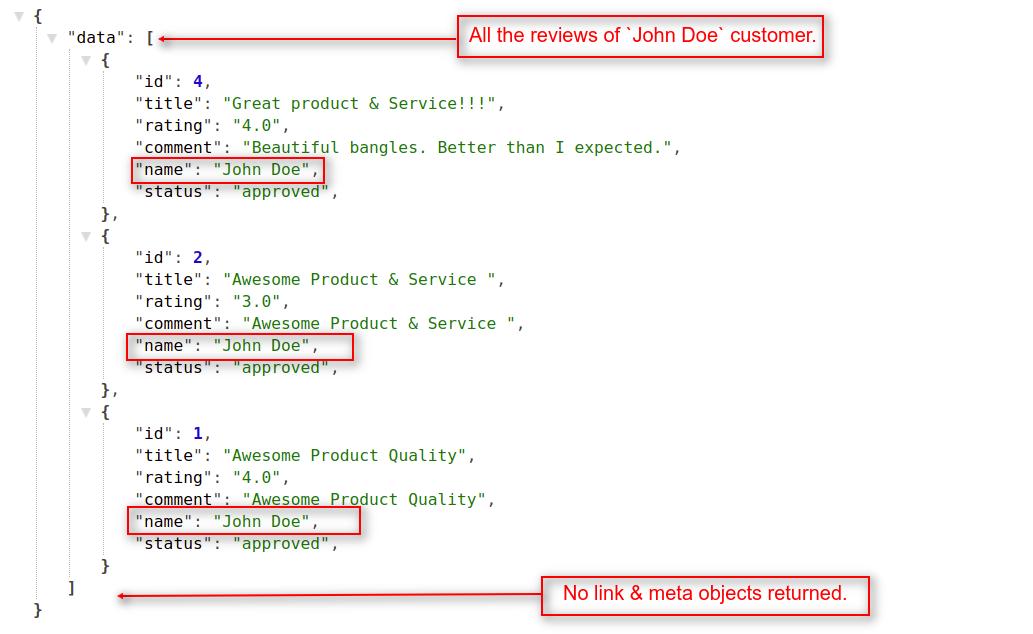 {
"data": [
All the reviews of `John Doe` customer.
{
"id": 4,
"title": "Great product & Service!!!",
"rating": "4.0",
"comment": "Beautiful bangles. Better than I expected.",
"name": "John Doe",
"status": "approved",
},
{
"id": 2,
"title": "Awesome Product & Service ",
"rating": "3.0",
"comment": "Awesome Product & Service ",
"name": "John Doe",
"status": "approved",
},
{
"id": 1,
"title": "Awesome Product Quality",
"rating": "4.0",
"comment": "Awesome Product Quality",
"name": "John Doe",
"status": "approved",
}
]
No link & meta objects returned.
}